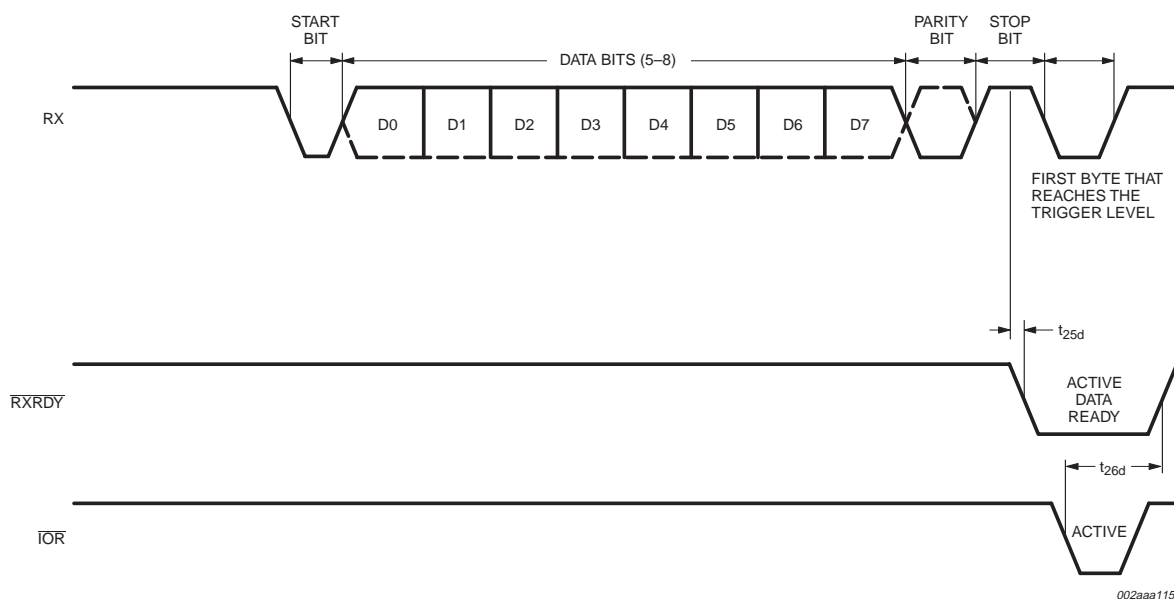 START
BIT
DATA BITS (5–8)
PARITY
BIT
STOP
BIT
RX
D0 D1 D2 D3 D4 D5 D6 D7
FIRST BYTE THAT
REACHES THE
TRIGGER LEVEL
t25d
RXRDY
ACTIVE
DATA
READY
t26d
IOR
ACTIVE
002aaa115